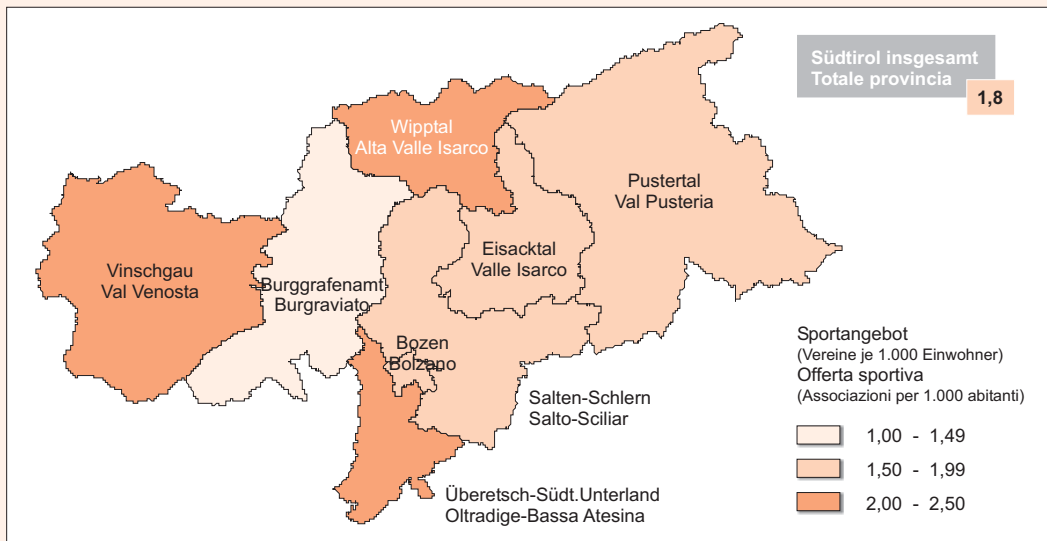 Südtirol insgesamt
Totale provincia
1,8
Wipptal
Alta Valle Isarco
Pustertal
Val Pusteria
Eisacktal
Valle Isarco
Vinschgau
Val Venosta
Burggrafenamt
Burgraviato
Bozen
Bolzano
Salten-Schlern
Salto-Sciliar
Überetsch-Südt.Unterland
Oltradige-Bassa Atesina
Sportangebot
(Vereine je 1.000 Einwohner)
Offerta sportiva
(Associazioni per 1.000 abitanti)
1,00 - 1,49
1,50 - 1,99
2,00 - 2,50